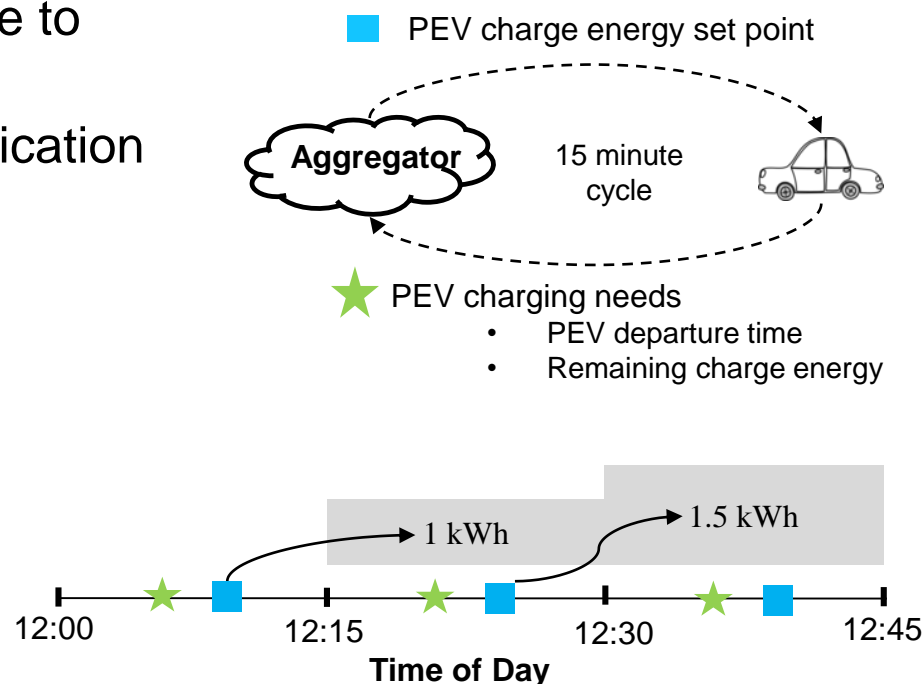 e to
ication
PEV charge energy set point
Aggregator
15 minute
cycle
PEV charging needs
• PEV departure time
• Remaining charge energy
1 kWh
1.5 kWh
12:00
12:15
12:30
12:45
Time of Day